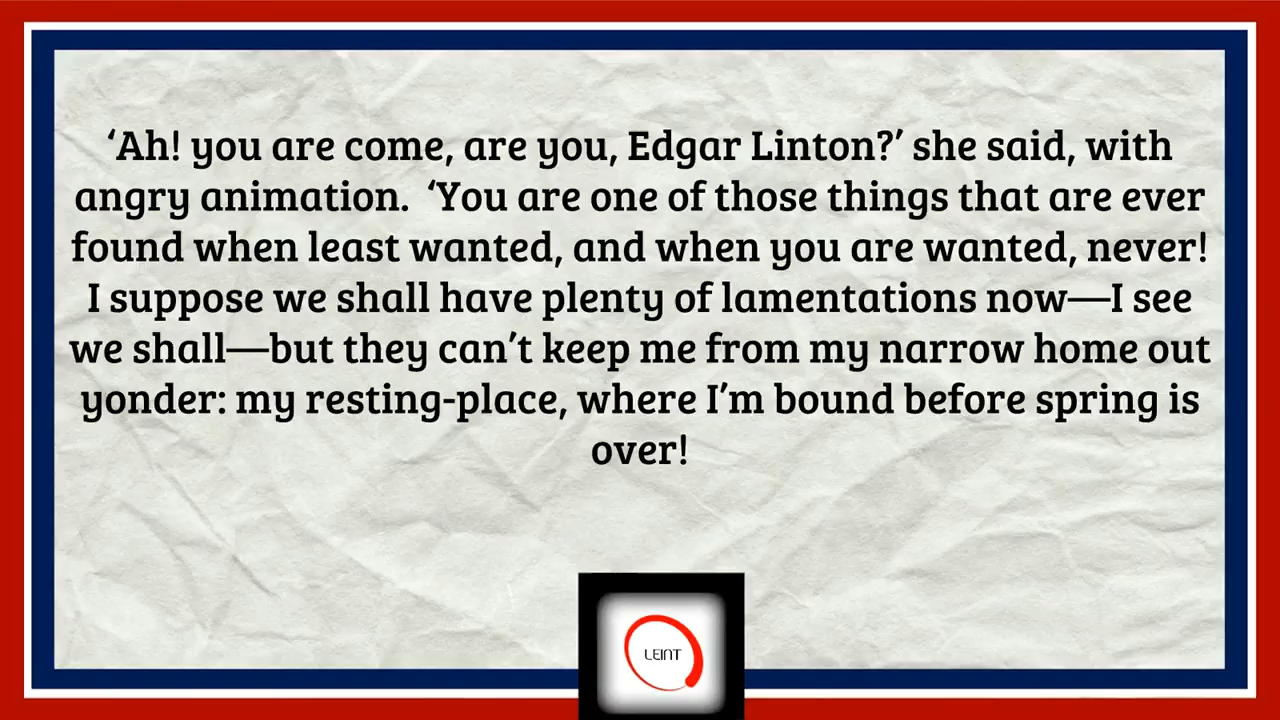 ‘Ah! you are come, are you, Edgar Linton?’ she said, with
angry animation.  ‘You are one of those things that are ever
found when least wanted, and when you are wanted, never!
I suppose we shall have plenty of lamentations now—I see
we shall—but they can’t keep me from my narrow home out
yonder: my resting-place, where I’m bound before spring is
over!
LEINT